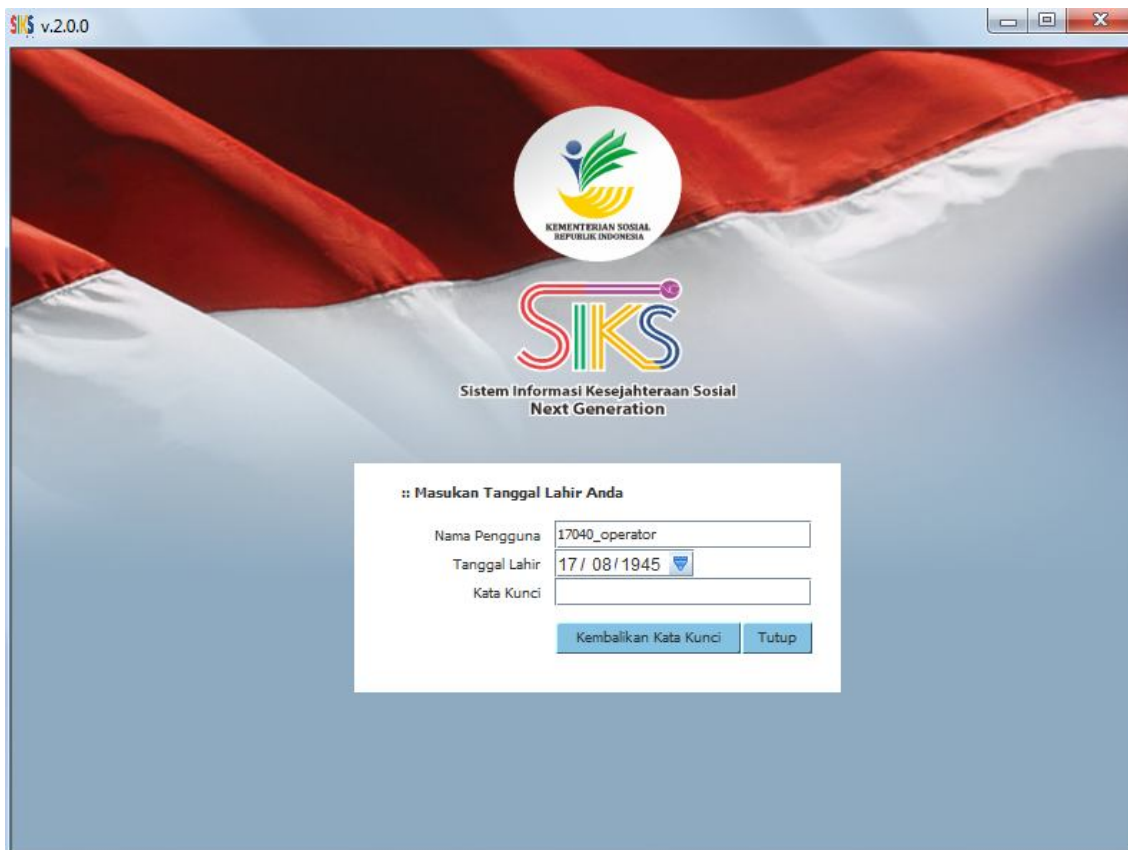 SIKS v.2.0.0
KEMENTERIAN SOSIAL
REPUBLIK INDONESIA
NG
SIKS
Sistem Informasi Kesejahteraan Sosial
Next Generation
:: Masukan Tanggal Lahir Anda
Nama Pengguna 17040_operator
Tanggal Lahir 17/ 08/ 1945
Kata Kunci
Kembalikan Kata Kunci Tutup